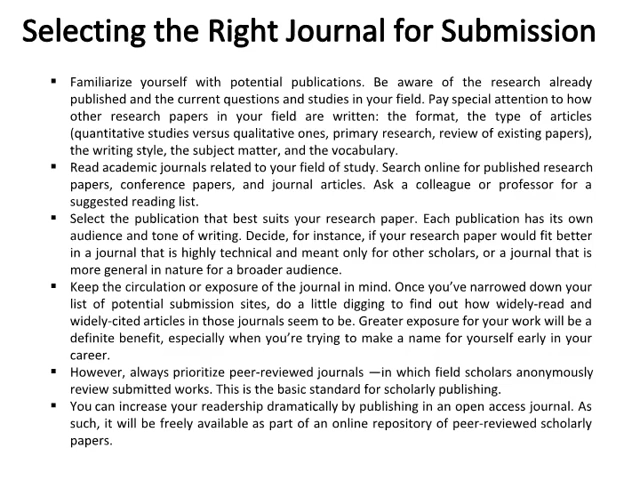 Selecting the Right Journal for Submission
▪ Familiarize yourself with potential publications. Be aware of the research already
published and the current questions and studies in your field. Pay special attention to how
other research papers in your field are written: the format, the type of articles
(quantitative studies versus qualitative ones, primary research, review of existing papers),
the writing style, the subject matter, and the vocabulary.
▪ Read academic journals related to your field of study. Search online for published research
papers, conference papers, and journal articles. Ask a colleague or professor for a
suggested reading list.
▪ Select the publication that best suits your research paper. Each publication has its own
audience and tone of writing. Decide, for instance, if your research paper would fit better
in a journal that is highly technical and meant only for other scholars, or a journal that is
more general in nature for a broader audience.
▪ Keep the circulation or exposure of the journal in mind. Once you’ve narrowed down your
list of potential submission sites, do a little digging to find out how widely-read and
widely-cited articles in those journals seem to be. Greater exposure for your work will be a
definite benefit, especially when you’re trying to make a name for yourself early in your
career.
▪ However, always prioritize peer-reviewed journals —in which field scholars anonymously
review submitted works. This is the basic standard for scholarly publishing.
▪ You can increase your readership dramatically by publishing in an open access journal. As
such, it will be freely available as part of an online repository of peer-reviewed scholarly
papers.